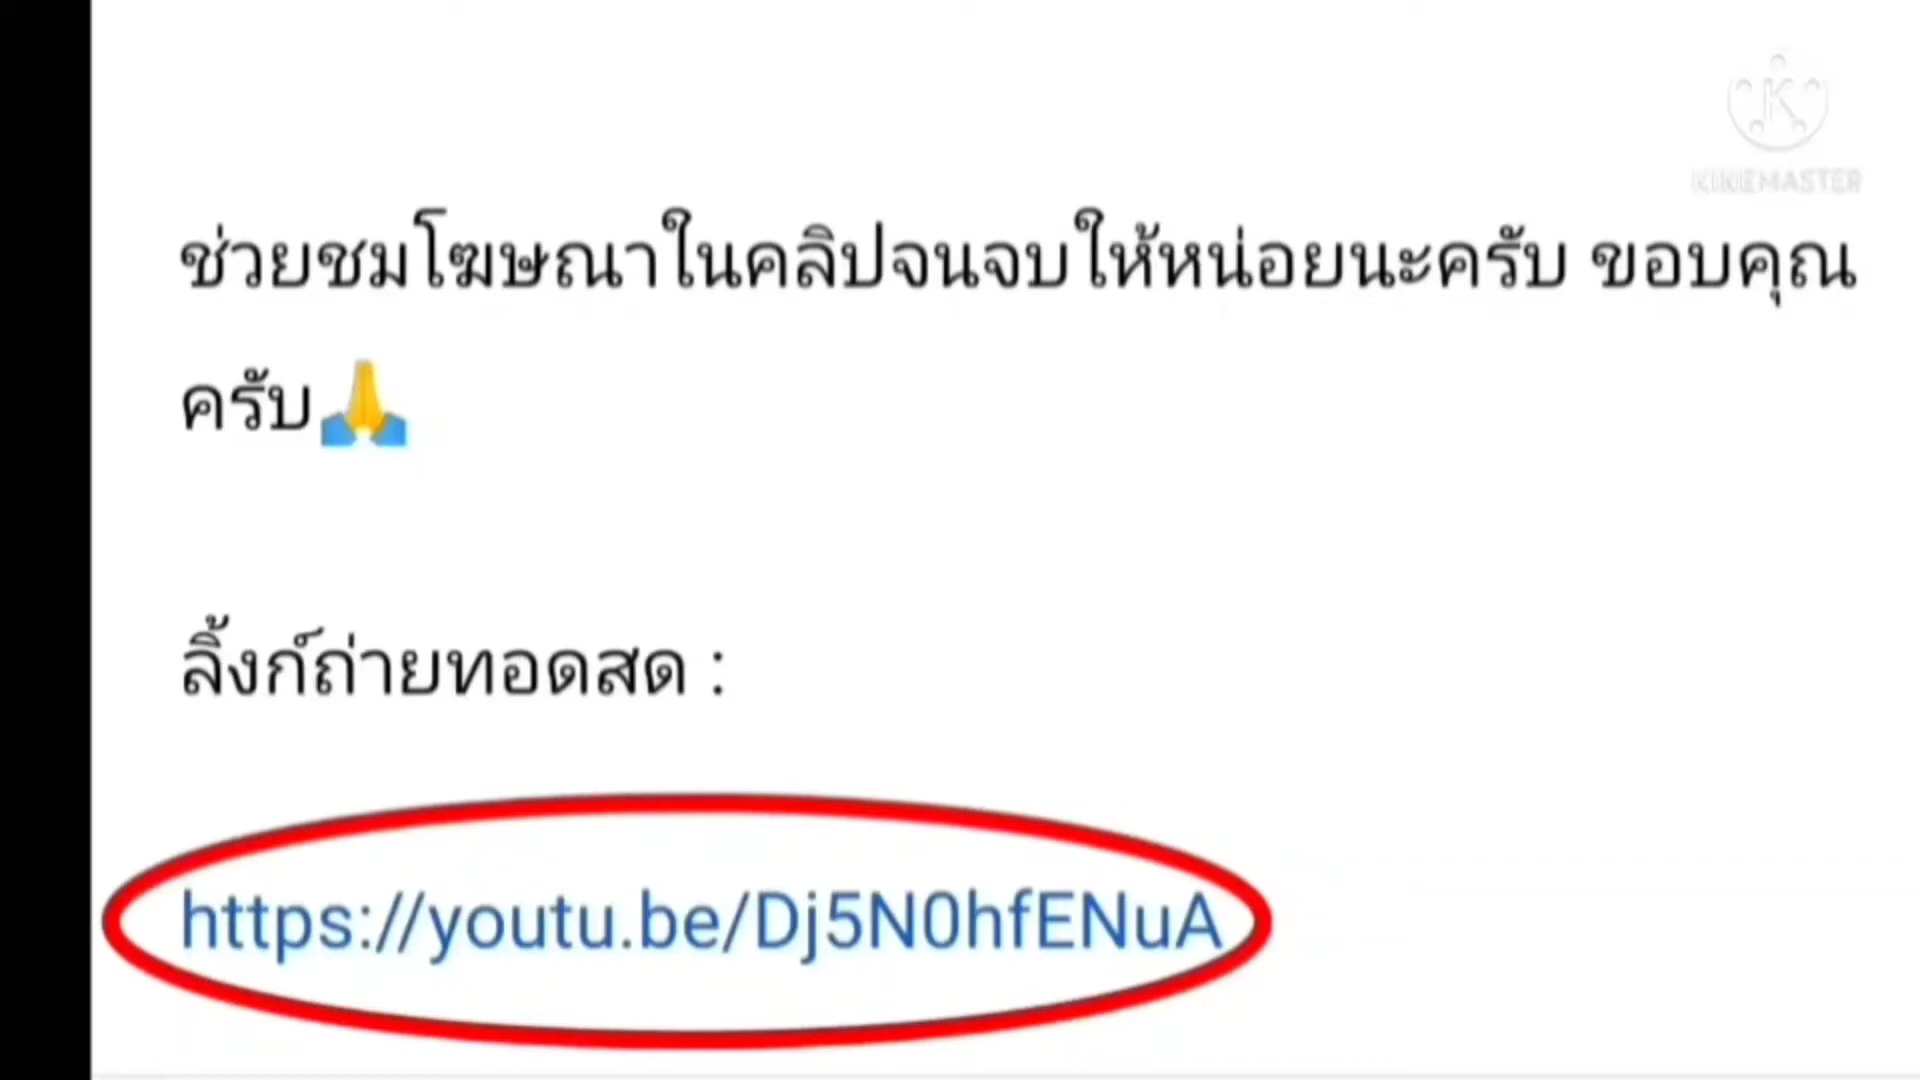 KINEMASTER
ช่วยชมโฆษณาในคลิปจนจบให้หน่อยนะครับ ขอบคุณ
ครับ🙏
ลิ้งก์ถ่ายทอดสด :
https://youtu.be/Dj5N0hfENuA